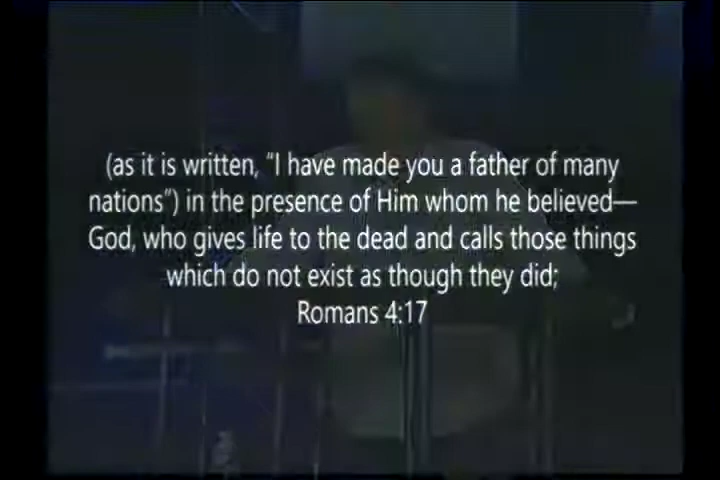 (as it is written, “I have made you a father of many
nations”) in the presence of Him whom he believed—
God, who gives life to the dead and calls those things
which do not exist as though they did;
Romans 4:17